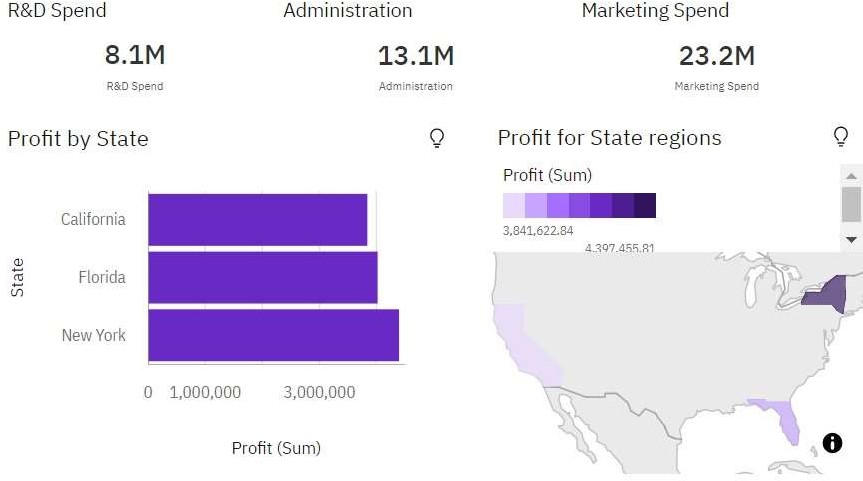 R&D Spend
Administration
Marketing Spend
8.1M
13.1M
23.2M
R&D Spend
Administration
Marketing Spend
Profit by State
Profit for State regions
Profit (Sum)
3,841,622.84
4,397,455.81
State
California
Florida
New York
0
1,000,000
3,000,000
Profit (Sum)
i